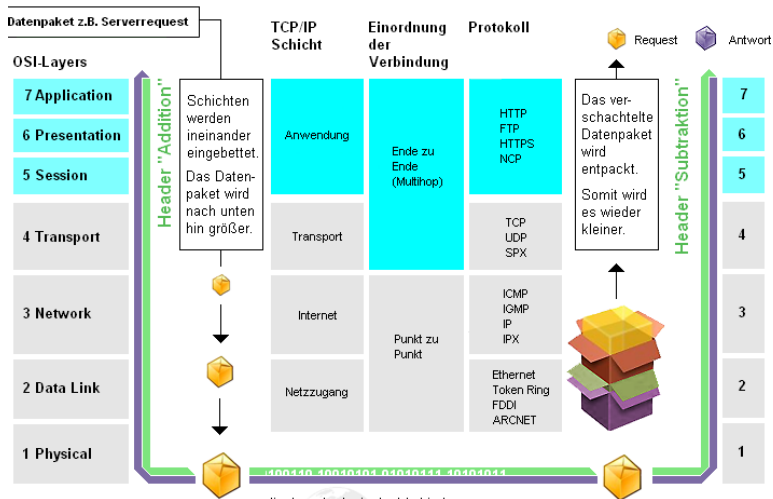 Datenpaket z.B. Serverrequest
TCP/IP
Schicht
Einordnung
der
Verbindung
Protokoll
Request
Antwort
OSI-Layers
7 Application
6 Presentation
5 Session
4 Transport
3 Network
2 Data Link
1 Physical
Header "Addition"
Schichten
werden
ineinander
eingebettet.
Das Daten-
paket wird
nach unten
hin größer.
Anwendung
Transport
Internet
Netzzugang
Ende zu
Ende
(Multihop)
Punkt zu
Punkt
HTTP
FTP
HTTPS
NCP
TCP
UDP
SPX
ICMP
IGMP
IP
IPX
Ethernet
Token Ring
FDDI
ARCNET
Das ver-
schachtelte
Datenpaket
wird
entpackt.
Somit wird
es wieder
kleiner.
Header "Subtraktion"
7
6
5
4
3
2
1
100110 10010101 01010111 10101011